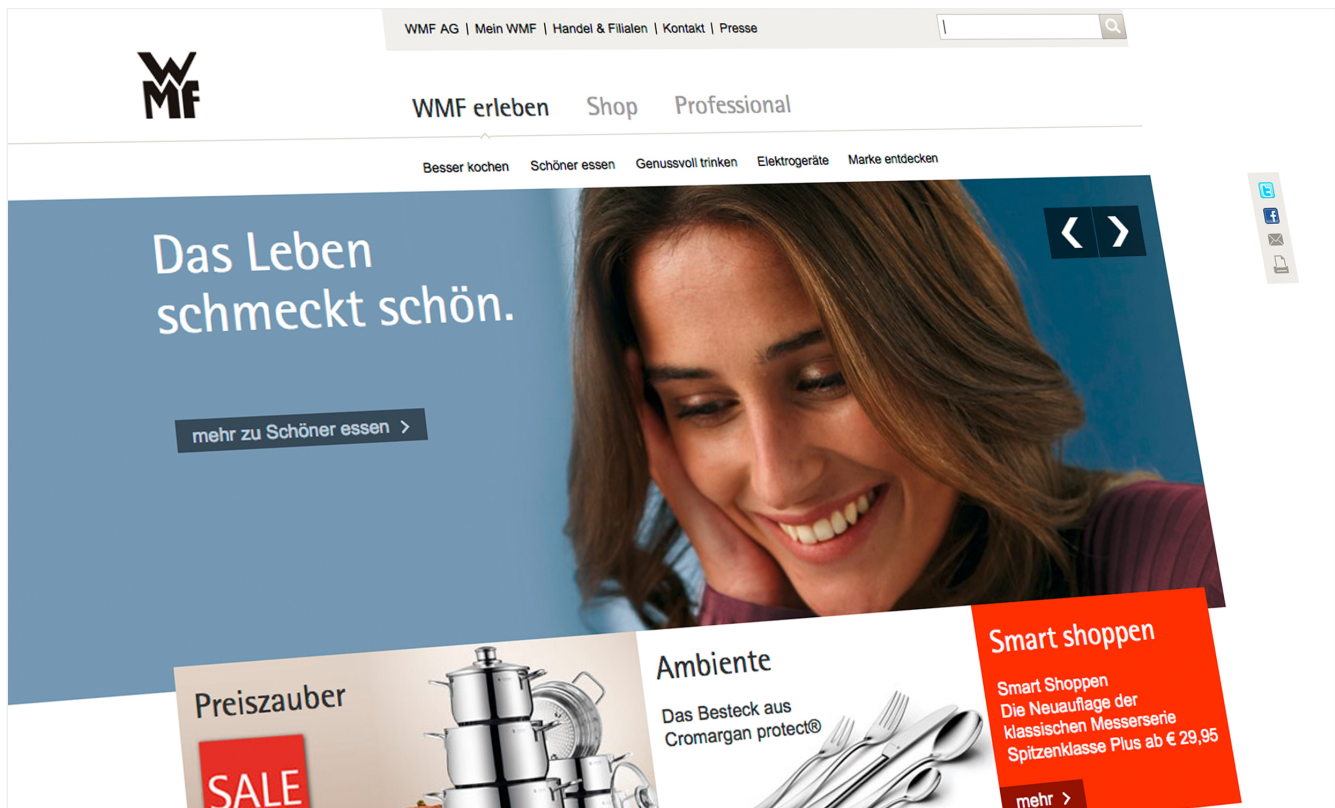 WMF AG | Mein WMF | Handel & Filialen | Kontakt | Presse
WMF
WMF erleben Shop Professional
Besser kochen Schöner essen Genussvoll trinken Elektrogeräte Marke entdecken
Das Leben
schmeckt schön.
mehr zu Schöner essen
Preiszauber
SALE
Ambiente
Das Besteck aus
Cromargan protect®
Smart shoppen
Smart Shoppen
Die Neuauflage der
klassischen Messerserie
Spitzenklasse Plus ab € 29,95
mehr